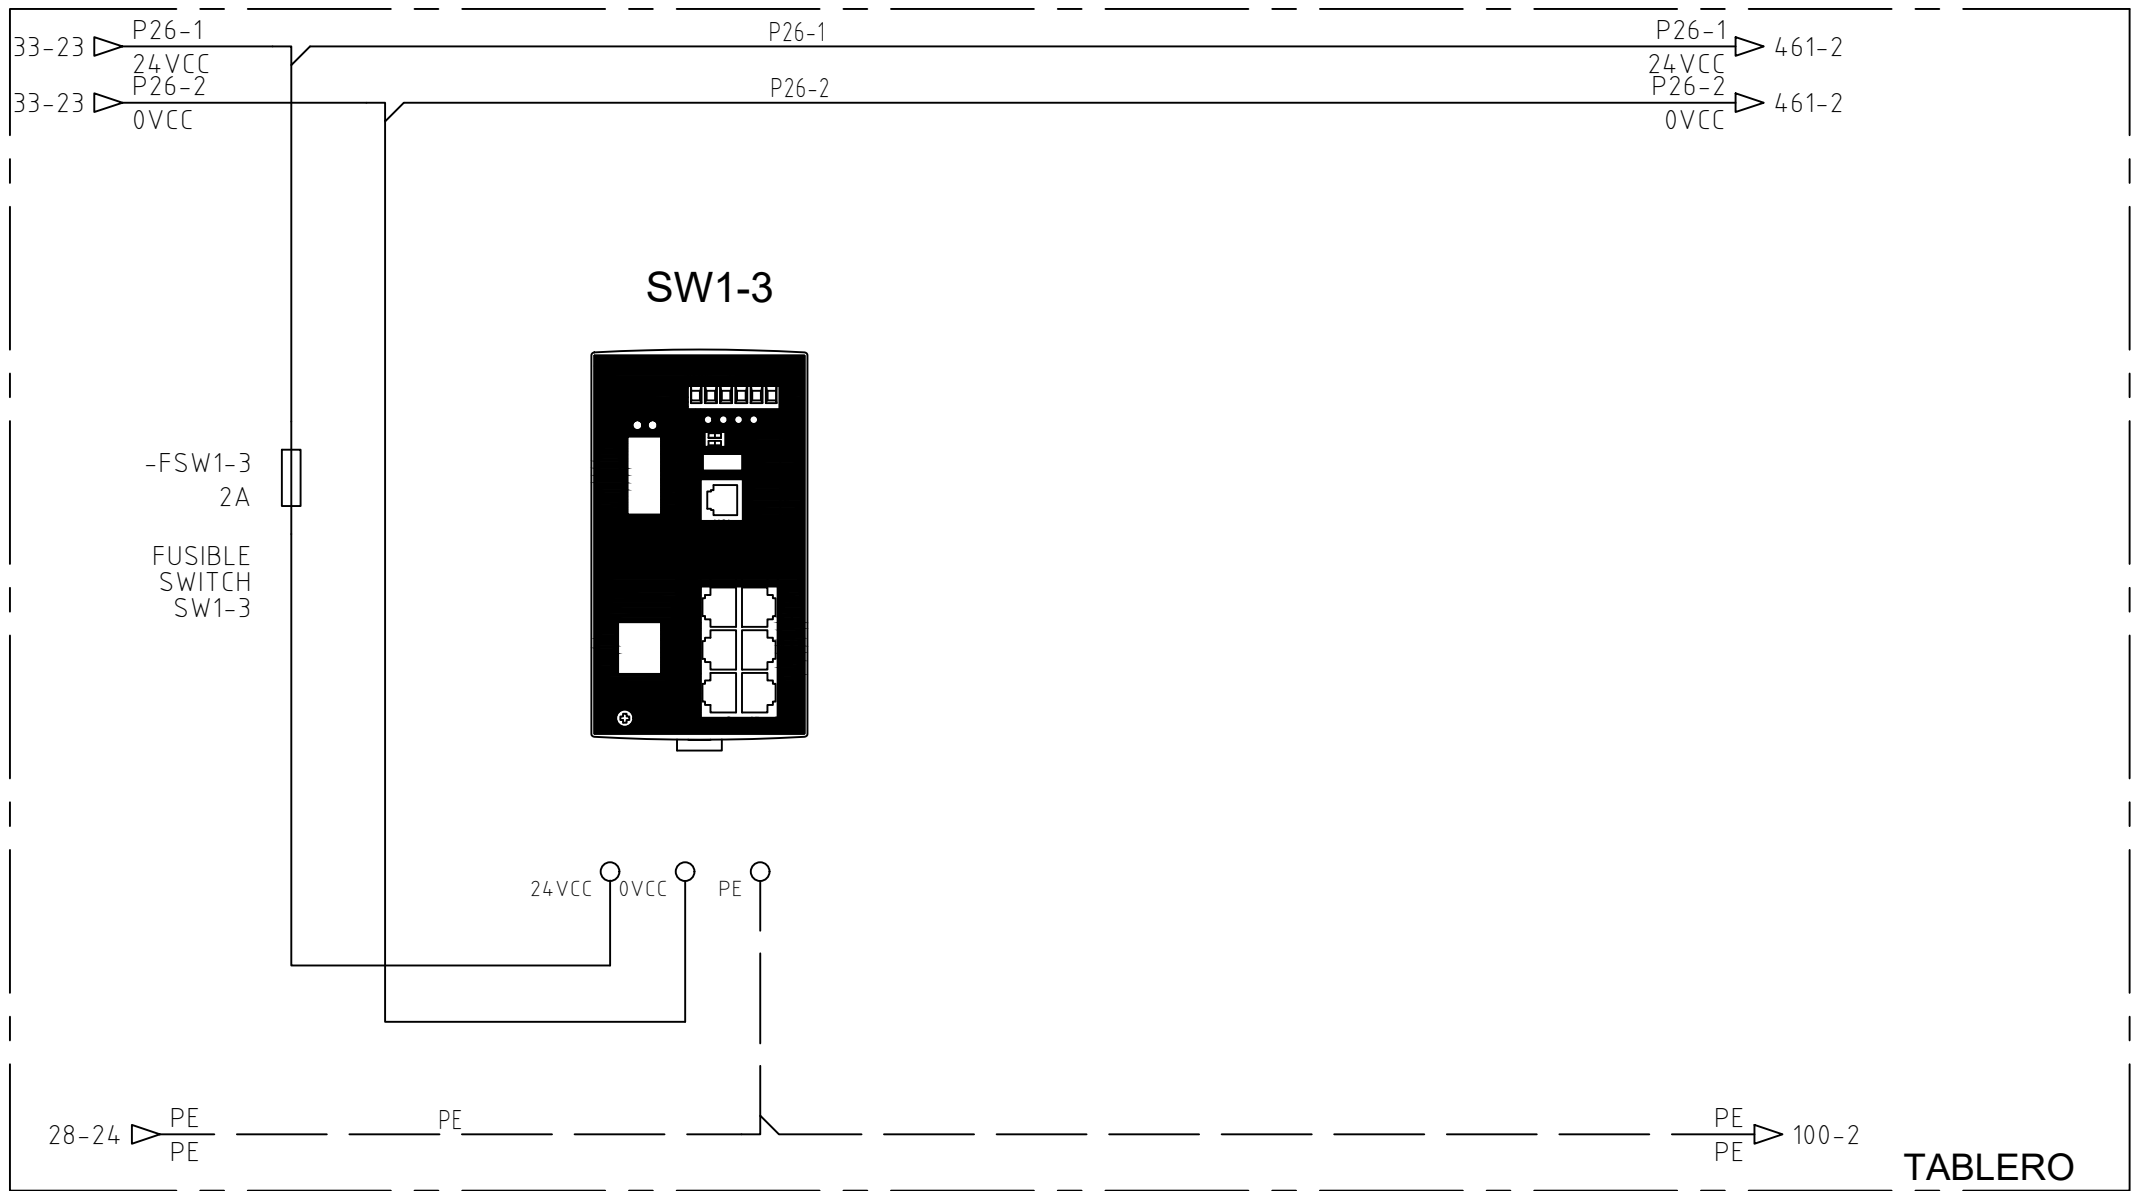 33-23
P26-1
24VCC
P26-1
P26-1
24VCC
461-2
33-23
P26-2
0VCC
P26-2
P26-2
0VCC
461-2
SW1-3
-FSW1-3
2A
FUSIBLE
SWITCH
SW1-3
24VCC
0VCC
PE
28-24
PE
PE
PE
PE
PE
100-2
TABLERO